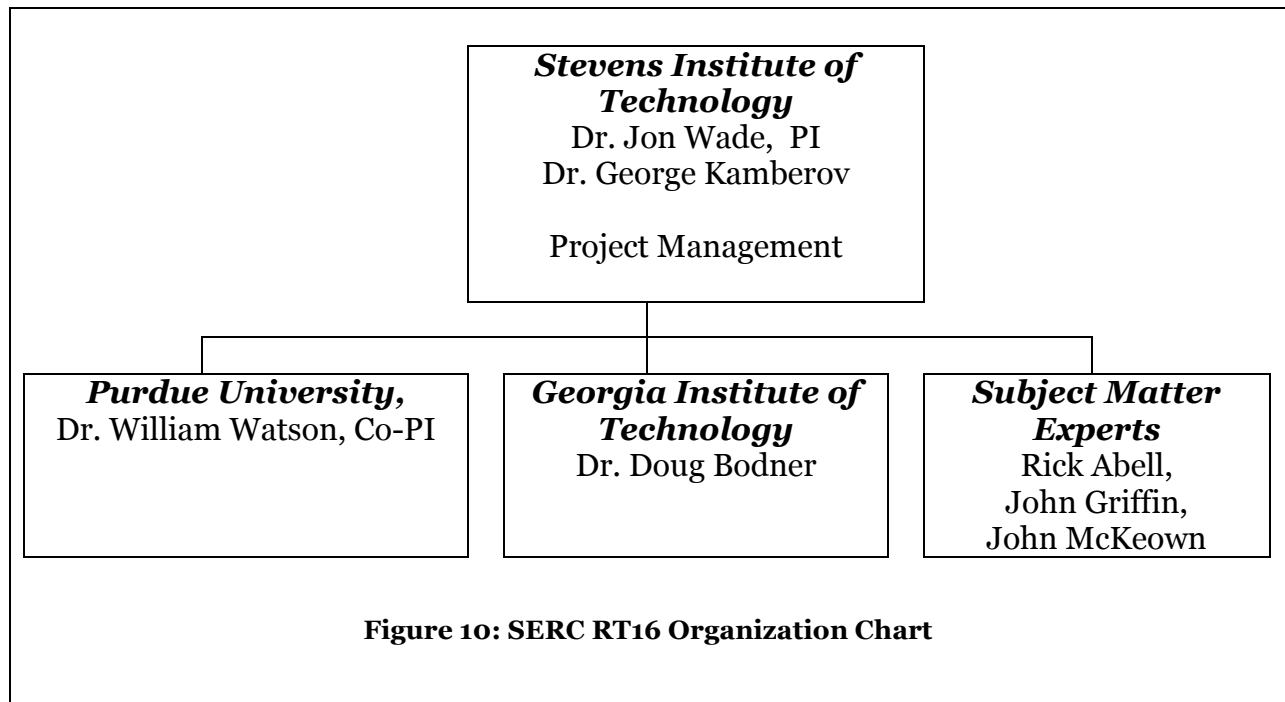 Stevens Institute of
Technology
Dr. Jon Wade,  PI
Dr. George Kamberov
Project Management
Purdue University,
Dr. William Watson, Co-PI
Georgia Institute of
Technology
Dr. Doug Bodner
Subject Matter
Experts
Rick Abell,
John Griffin,
John McKeown
Figure 10: SERC RT16 Organization Chart